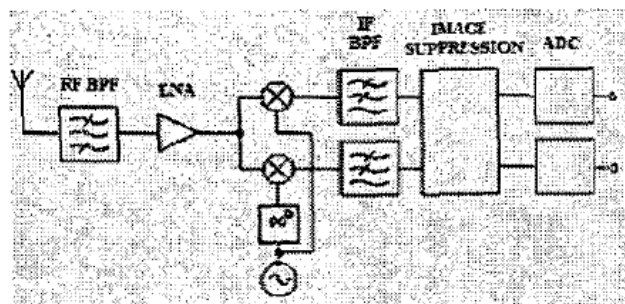 IF
BPF
IMAGE
SUPPRESSION
ADC
RF BPF
LNA